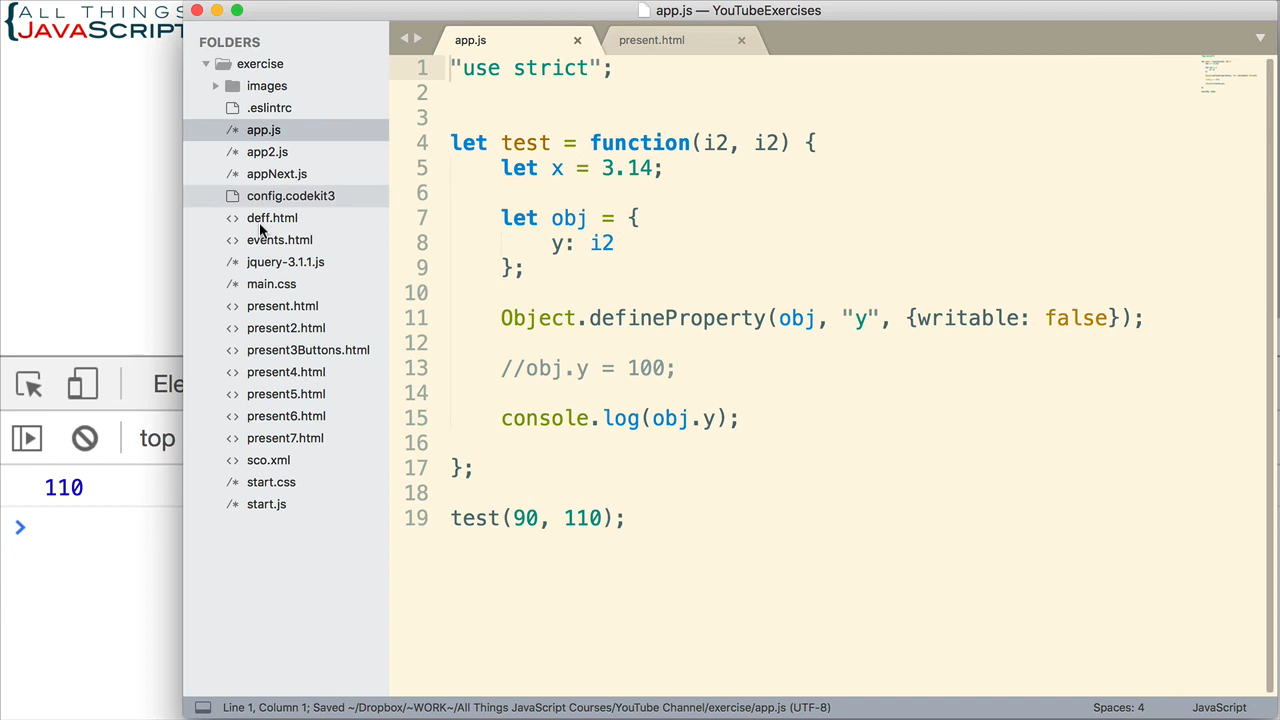 {ALL THINGS
JAVASCRIPT
app.js — YouTubeExercises
FOLDERS
exercise
images
.eslintrc
/* app.js
/* app2.js
/* appNext.js
config.codekit3
<> deff.html
<> events.html
/* jquery-3.1.1.js
/* main.css
<> present.html
<> present2.html
<> present3Buttons.html
<> present4.html
<> present5.html
<> present6.html
<> present7.html
<> sco.xml
/* start.css
/* start.js
app.js ×
present.html ×
1 "use strict";
2
3
4 let test = function(i2, i2) {
5 let x = 3.14;
6
7 let obj = {
8 y: i2
9 };
10
11 Object.defineProperty(obj, "y", {writable: false});
12
13 //obj.y = 100;
14
15 console.log(obj.y);
16
17 };
18
19 test(90, 110);
Ele
top
110
>
Line 1, Column 1; Saved ~/Dropbox/~WORK~/All Things JavaScript Courses/YouTube Channel/exercise/app.js (UTF-8)
Spaces: 4
JavaScript